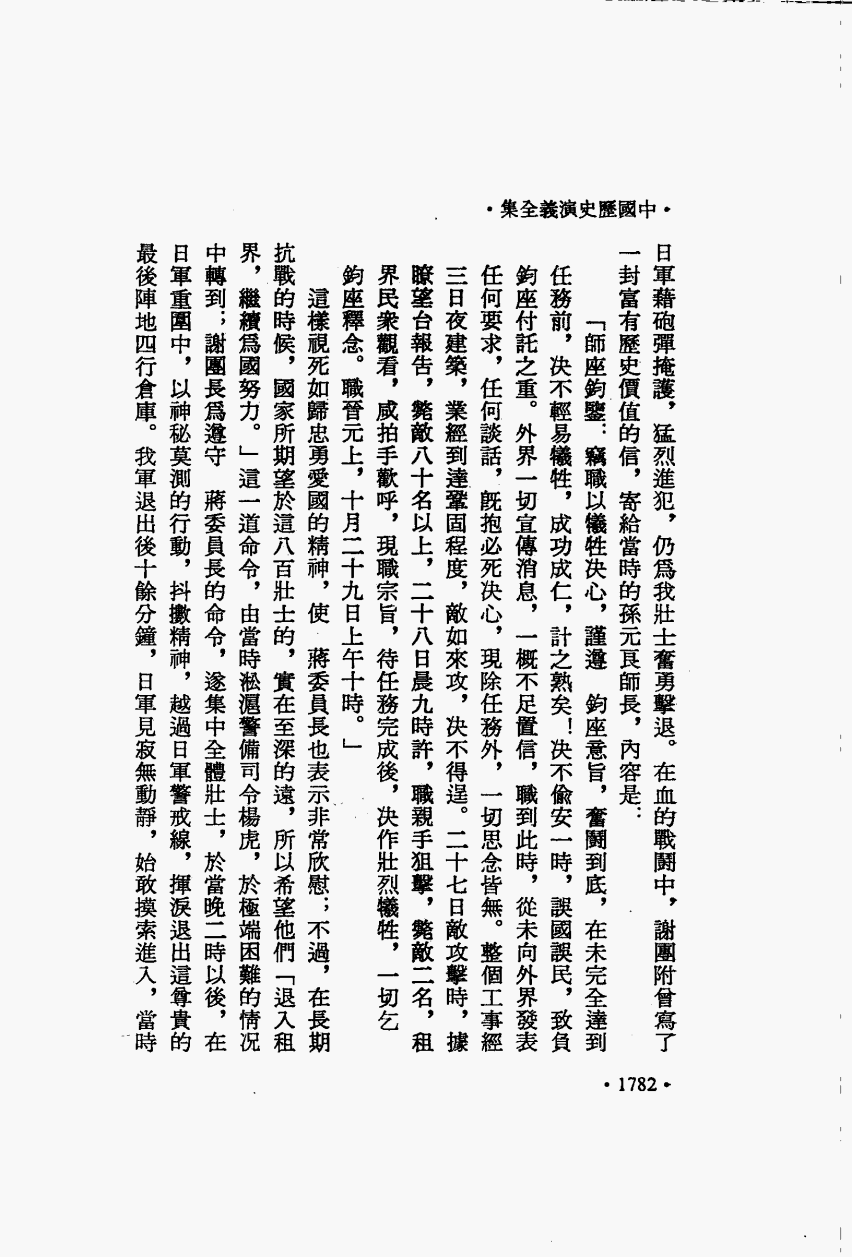 •中國歷史演義全集•
日軍藉砲彈掩護，猛烈進犯，仍爲我壯士奮勇擊退。在血的戰鬪中，謝團附曾寫了
一封富有歷史價值的信，寄給當時的孫元良師長，內容是：
「師座鈞鑒：竊職以犧牲决心，謹遵　鈞座意旨，奮鬪到底，在未完全達到
任務前，决不輕易犧牲，成功成仁，計之熟矣！决不偸安一時，誤國誤民，致負
鈞座付託之重。外界一切宣傳消息，一概不足置信，職到此時，從未向外界發表
任何要求，任何談話，旣抱必死决心，現除任務外，一切思念皆無。整個工事經
三日夜建築，業經到達鞏固程度，敵如來攻，决不得逞。二十七日敵攻擊時，據
瞭望台報告，斃敵八十名以上，二十八日晨九時許，職親手狙擊，斃敵二名，租
界民衆觀看，咸拍手歡呼，現職宗旨，待任務完成後，决作壯烈犧牲，一切乞
鈞座釋念。職晉元上，十月二十九日上午十時。」
這樣視死如歸忠勇愛國的精神，使　蔣委員長也表示非常欣慰；不過，在長期
抗戰的時候，國家所期望於這八百壯士的，實在至深的遠，所以希望他們「退入租
界，繼續爲國努力。」這一道命令，由當時淞滬警備司令楊虎，於極端困難的情況
中轉到；謝團長爲遵守　蔣委員長的命令，遂集中全體壯士，於當晚二時以後，在
日軍重圍中，以神秘莫測的行動，抖擻精神，越過日軍警戒線，揮淚退出這尊貴的
最後陣地四行倉庫。我軍退出後十餘分鐘，日軍見寂無動靜，始敢摸索進入，當時
•1782•